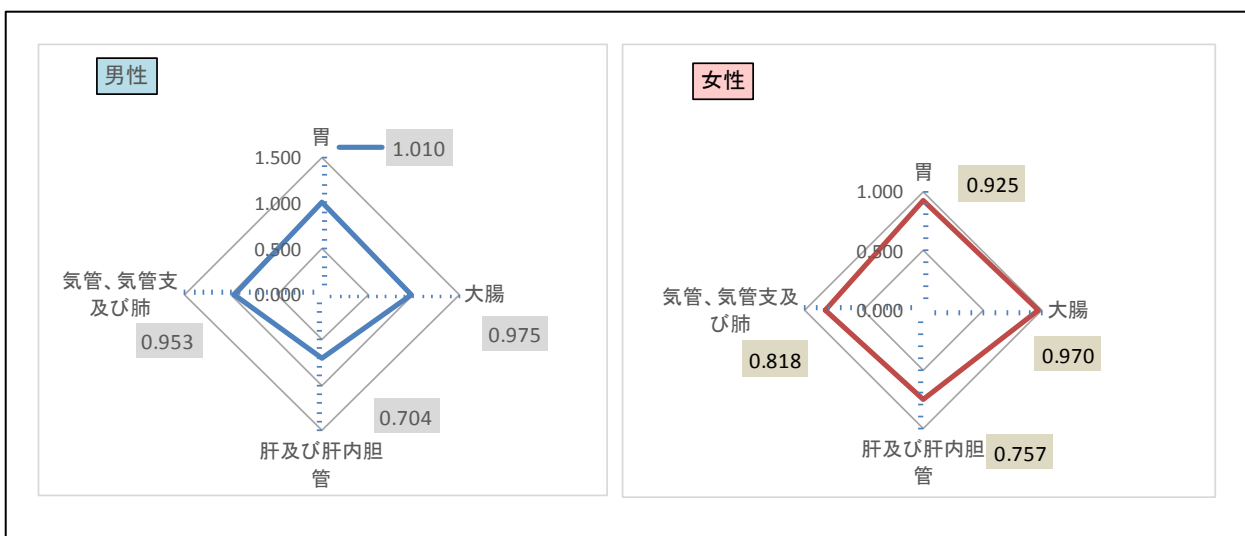 男性
胃
1.010
1.500
1.000
0.500
0.000
気管、気管支
及び肺
0.953
大腸
0.975
0.704
肝及び肝内胆
管
女性
胃
0.925
1.000
0.500
0.000
気管、気管支及
び肺
0.818
大腸
0.970
肝及び肝内胆
管
0.757